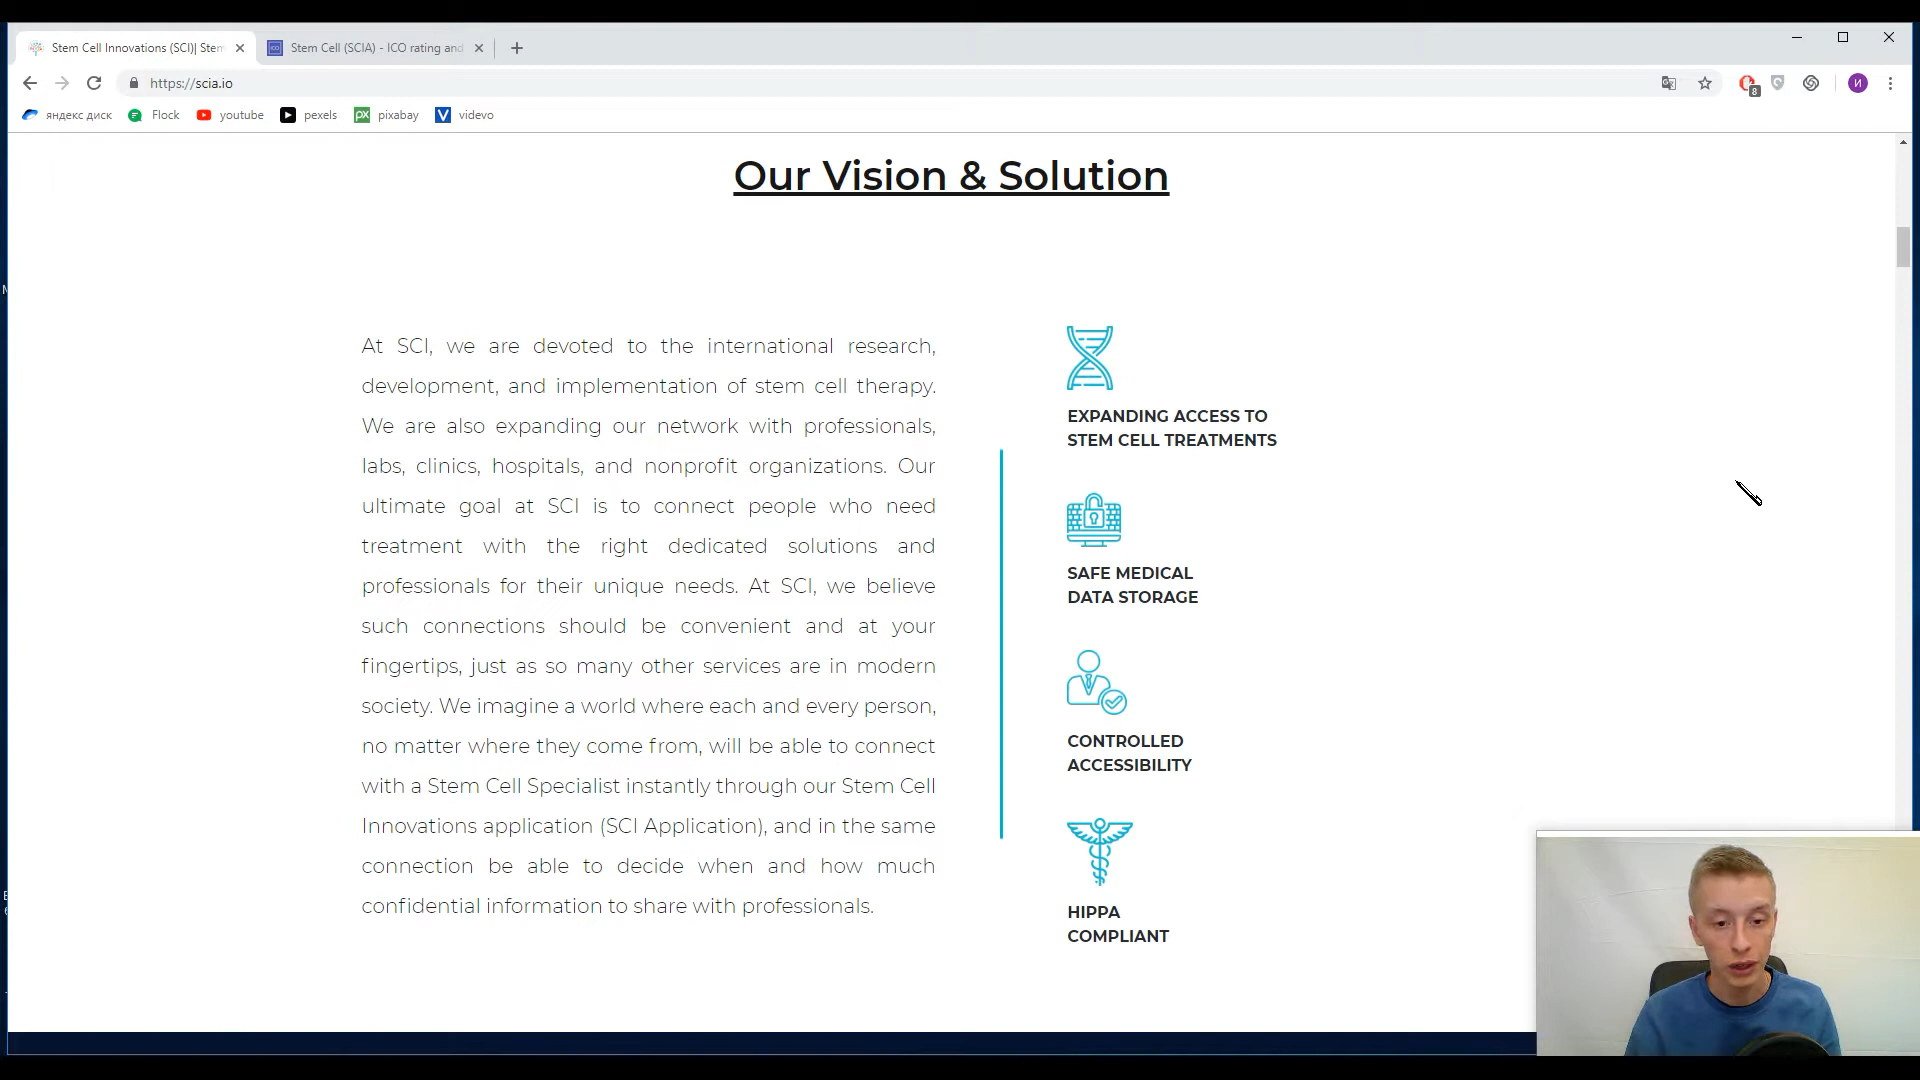 Stem Cell Innovations (SCI)| Stem
Stem Cell (SCIA) - ICO rating and
https://scia.io
8
И
яндекс диск
Flock
youtube
pexels
px
pixabay
V
videvo
Our Vision & Solution
At SCI, we are devoted to the international research,
development, and implementation of stem cell therapy.
We are also expanding our network with professionals,
labs, clinics, hospitals, and nonprofit organizations. Our
ultimate goal at SCI is to connect people who need
treatment with the right dedicated solutions and
professionals for their unique needs. At SCI, we believe
such connections should be convenient and at your
fingertips, just as so many other services are in modern
society. We imagine a world where each and every person,
no matter where they come from, will be able to connect
with a Stem Cell Specialist instantly through our Stem Cell
Innovations application (SCI Application), and in the same
connection be able to decide when and how much
confidential information to share with professionals.
EXPANDING ACCESS TO
STEM CELL TREATMENTS
SAFE MEDICAL
DATA STORAGE
CONTROLLED
ACCESSIBILITY
HIPPA
COMPLIANT